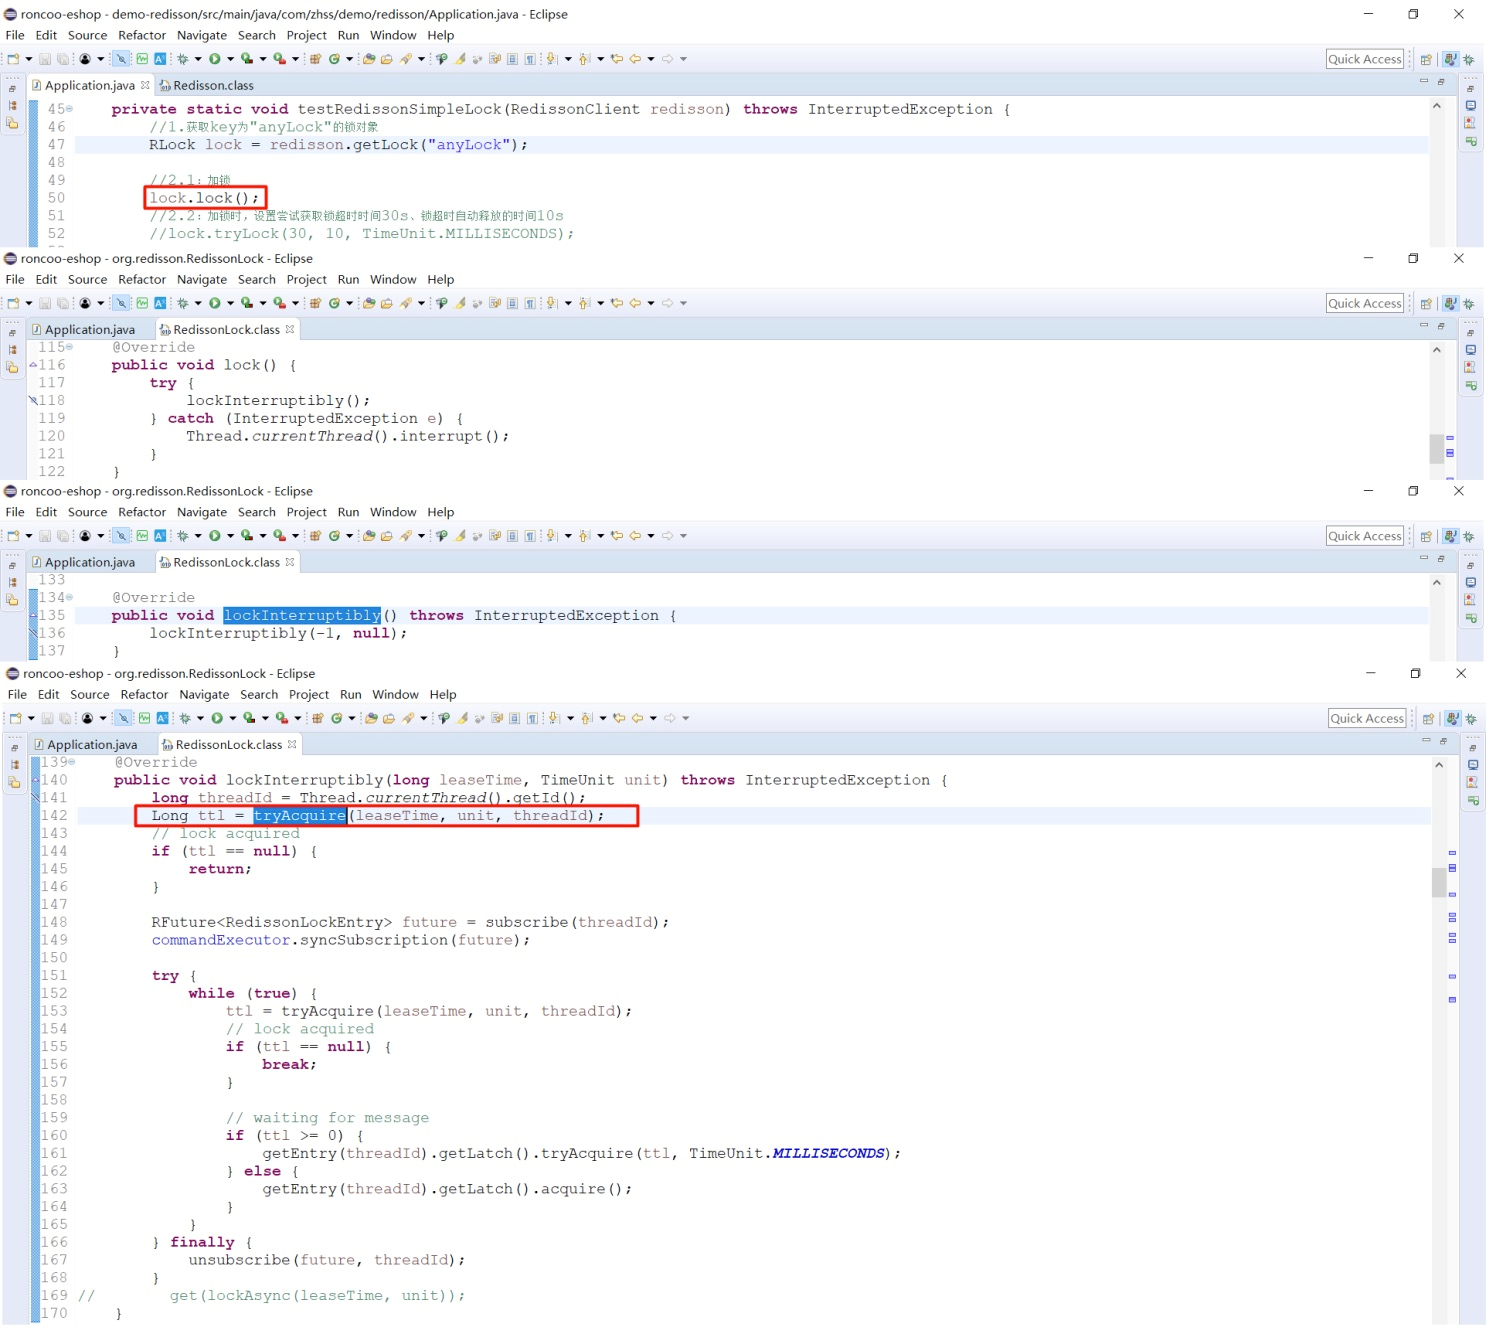 roncoo-eshop - demo-redisson/src/main/java/com/zhss/demo/redisson/Application.java - Eclipse
File Edit Source Refactor Navigate Search Project Run Window Help
Quick Access
Application.java Redisson.class
45 private static void testRedissonSimpleLock(RedissonClient redisson) throws InterruptedException {
46 //1.获取key为"anyLock"的锁对象
47 RLock lock = redisson.getLock("anyLock");
48
49 //2.1：加锁
50 lock.lock();
51 //2.2：加锁时，设置尝试获取锁超时时间30s、锁超时自动释放的时间10s
52 //lock.tryLock(30, 10, TimeUnit.MILLISECONDS);
roncoo-eshop - org.redisson.RedissonLock - Eclipse
File Edit Source Refactor Navigate Search Project Run Window Help
Quick Access
Application.java RedissonLock.class
115 @Override
116 public void lock() {
117 try {
118 lockInterruptibly();
119 } catch (InterruptedException e) {
120 Thread.currentThread().interrupt();
121 }
122 }
roncoo-eshop - org.redisson.RedissonLock - Eclipse
File Edit Source Refactor Navigate Search Project Run Window Help
Quick Access
Application.java RedissonLock.class
133
134 @Override
135 public void lockInterruptibly() throws InterruptedException {
136 lockInterruptibly(-1, null);
137 }
roncoo-eshop - org.redisson.RedissonLock - Eclipse
File Edit Source Refactor Navigate Search Project Run Window Help
Quick Access
Application.java RedissonLock.class
139 @Override
140 public void lockInterruptibly(long leaseTime, TimeUnit unit) throws InterruptedException {
141 long threadId = Thread.currentThread().getId();
142 Long ttl = tryAcquire(leaseTime, unit, threadId);
143 // lock acquired
144 if (ttl == null) {
145 return;
146 }
147
148 RFuture<RedissonLockEntry> future = subscribe(threadId);
149 commandExecutor.syncSubscription(future);
150
151 try {
152 while (true) {
153 ttl = tryAcquire(leaseTime, unit, threadId);
154 // lock acquired
155 if (ttl == null) {
156 break;
157 }
158
159 // waiting for message
160 if (ttl >= 0) {
161 getEntry(threadId).getLatch().tryAcquire(ttl, TimeUnit.MILLISECONDS);
162 } else {
163 getEntry(threadId).getLatch().acquire();
164 }
165 }
166 } finally {
167 unsubscribe(future, threadId);
168 }
169 // get(lockAsync(leaseTime, unit));
170 }